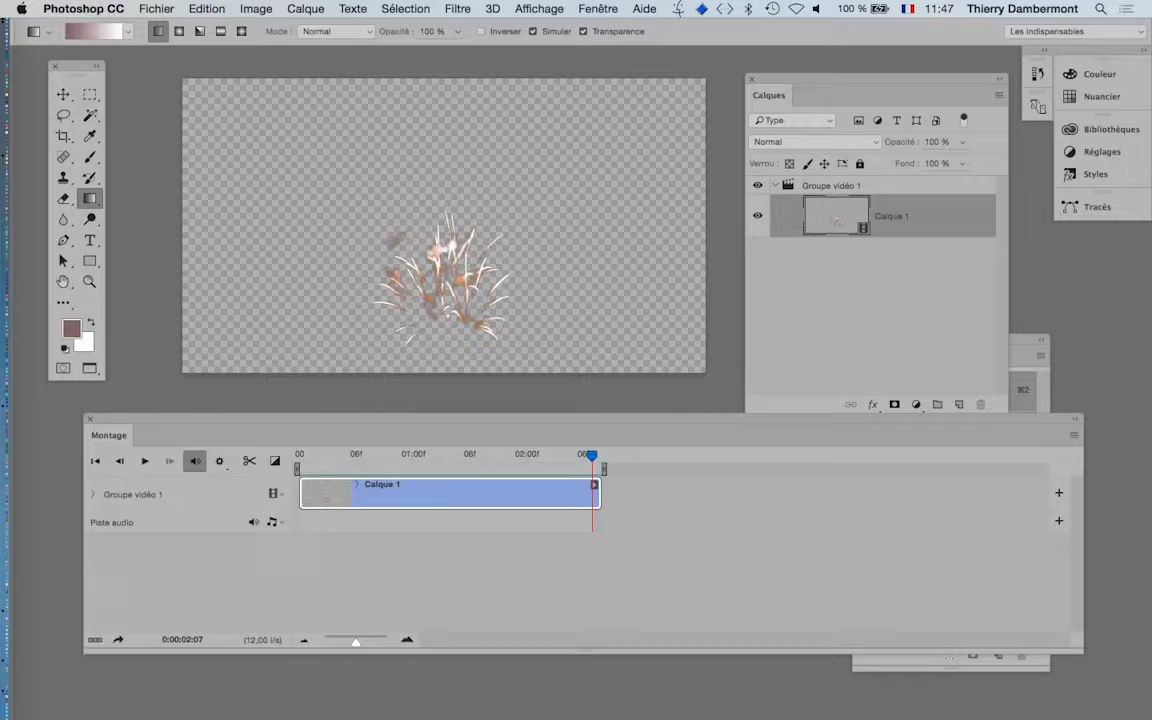 Photoshop CC Fichier Edition Image Calque Texte Sélection Filtre 3D Affichage Fenêtre Aide 100 % 11:47 Thierry Dambermont
Mode : Normal Opacité : 100 % Inverser Simuler Transparence Les indispensables
Calques
Type
Normal Opacité : 100 %
Verrou : Fond : 100 %
Groupe vidéo 1
Calque 1
Couleur
Nuancier
Bibliothèques
Réglages
Styles
Tracés
⌘2
Montage
00 06f 01:00f 06f 02:00f
Calque 1
Groupe vidéo 1
Piste audio
0:00:02:07 (12,00 i/s)